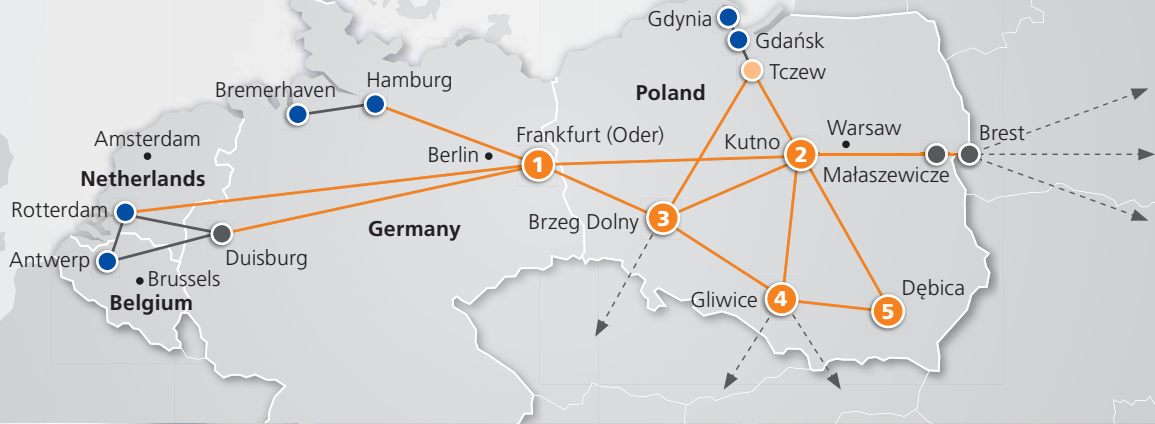 Gdynia
Gdańsk
Tczew
Hamburg
Bremerhaven
Poland
Frankfurt (Oder)
Amsterdam
Berlin
1
Kutno
2
Warsaw
Brest
Małaszewicze
Netherlands
Rotterdam
Germany
Brzeg Dolny
3
Antwerp
Duisburg
Brussels
Belgium
Gliwice
4
Dębica
5